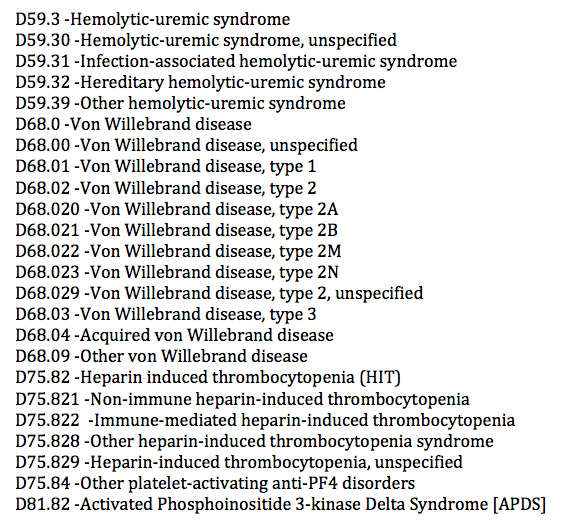 D59.3 -Hemolytic-uremic syndrome
D59.30 -Hemolytic-uremic syndrome, unspecified
D59.31 -Infection-associated hemolytic-uremic syndrome
D59.32 -Hereditary hemolytic-uremic syndrome
D59.39 -Other hemolytic-uremic syndrome
D68.0 -Von Willebrand disease
D68.00 -Von Willebrand disease, unspecified
D68.01 -Von Willebrand disease, type 1
D68.02 -Von Willebrand disease, type 2
D68.020 -Von Willebrand disease, type 2A
D68.021 -Von Willebrand disease, type 2B
D68.022 -Von Willebrand disease, type 2M
D68.023 -Von Willebrand disease, type 2N
D68.029 -Von Willebrand disease, type 2, unspecified
D68.03 -Von Willebrand disease, type 3
D68.04 -Acquired von Willebrand disease
D68.09 -Other von Willebrand disease
D75.82 -Heparin induced thrombocytopenia (HIT)
D75.821 -Non-immune heparin-induced thrombocytopenia
D75.822  -Immune-mediated heparin-induced thrombocytopenia
D75.828 -Other heparin-induced thrombocytopenia syndrome
D75.829 -Heparin-induced thrombocytopenia, unspecified
D75.84 -Other platelet-activating anti-PF4 disorders
D81.82 -Activated Phosphoinositide 3-kinase Delta Syndrome [APDS]